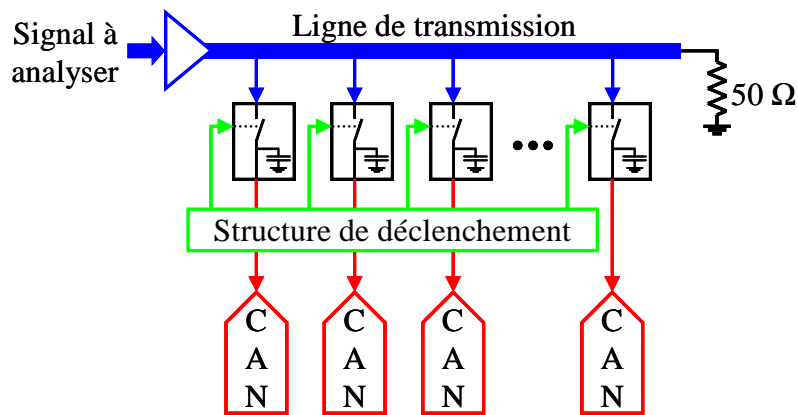 Signal à
analyser
Ligne de transmission
50 Ω
Structure de déclenchement
C
A
N
C
A
N
C
A
N
C
A
N